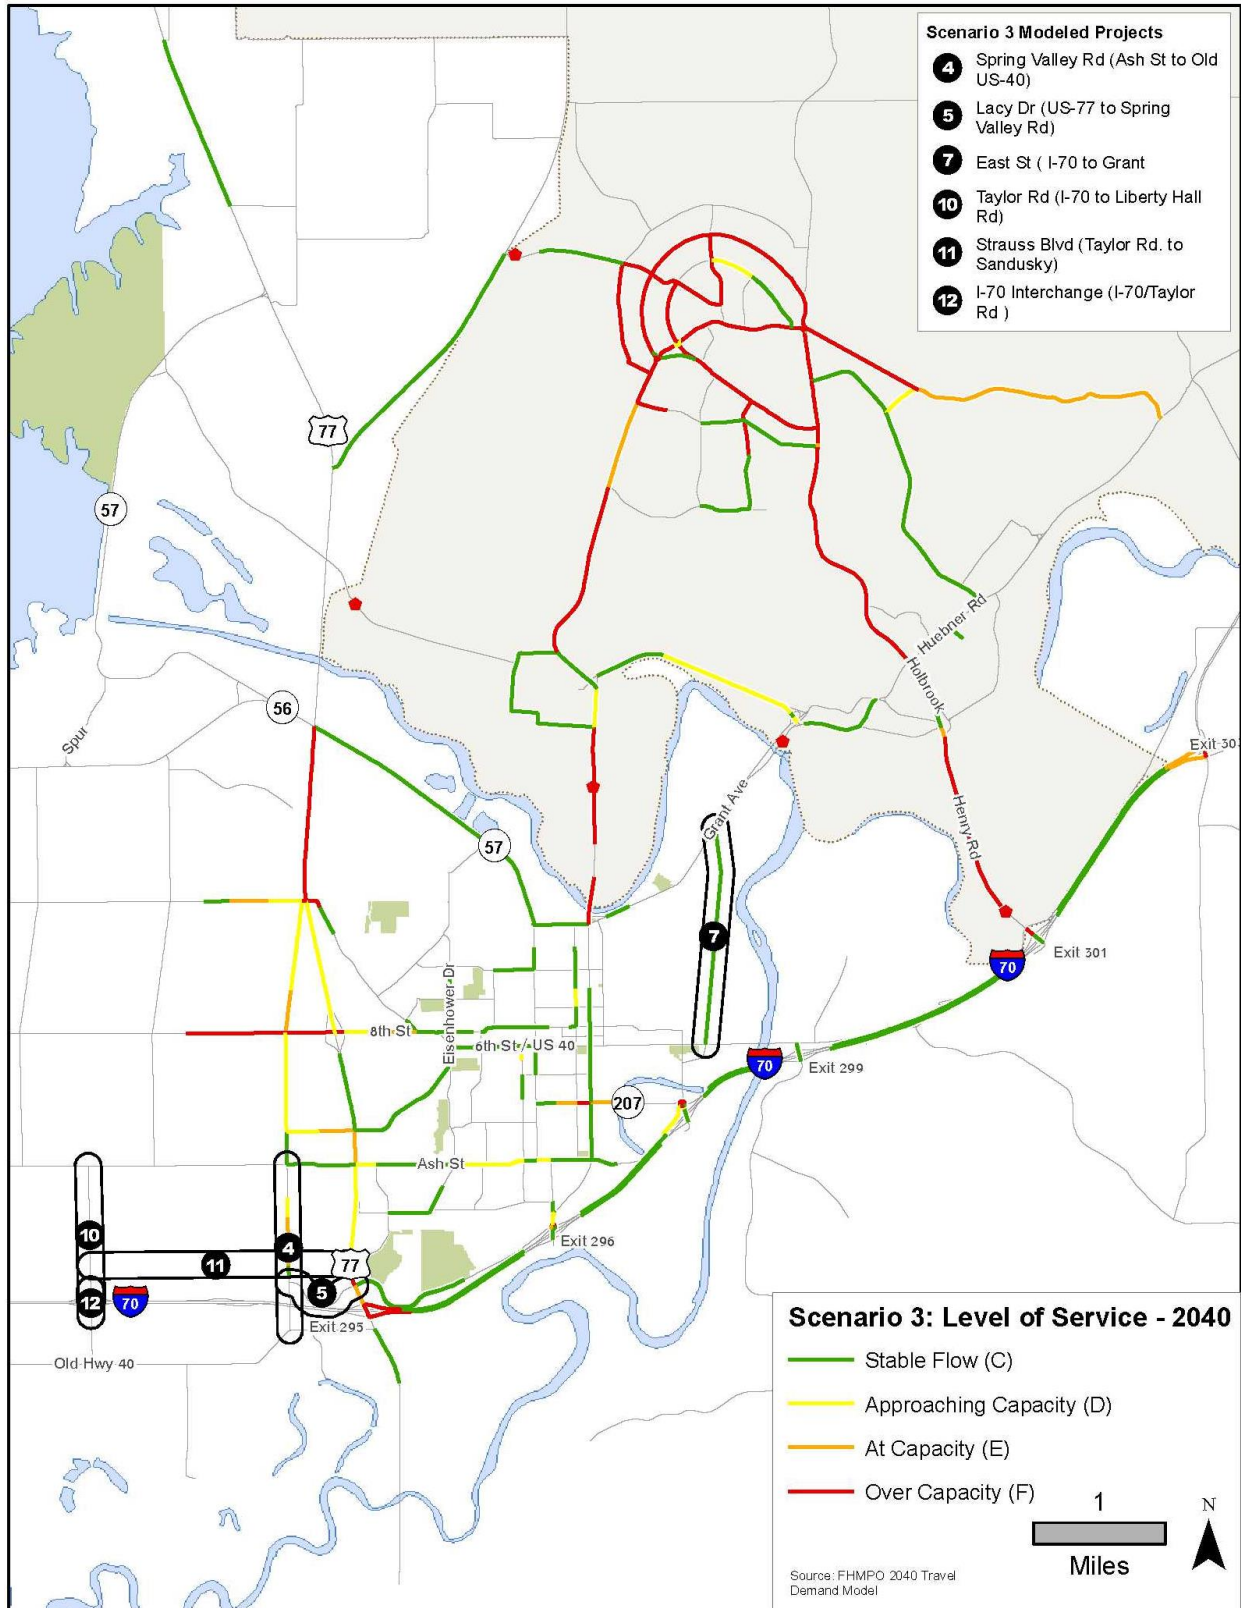 Scenario 3 Modeled Projects
4 Spring Valley Rd (Ash St to Old
US-40)
5 Lacy Dr (US-77 to Spring
Valley Rd)
7 East St ( I-70 to Grant
10 Taylor Rd (I-70 to Liberty Hall
Rd)
11 Strauss Blvd (Taylor Rd. to
Sandusky)
12 I-70 Interchange (I-70/Taylor
Rd )
77
57
Huebner Rd
Holbrook
56
Spur
Exit 303
Grant Ave
Henry Rd
57
7
Exit 301
70
Eisenhower Dr
8th St
6th St / US 40
70
Exit 299
207
Ash St
10
4
Exit 296
11
77
5
12
70
Exit 295
Old Hwy 40
Scenario 3: Level of Service - 2040
Stable Flow (C)
Approaching Capacity (D)
At Capacity (E)
Over Capacity (F)
1
Miles
N
Source: FHMPO 2040 Travel
Demand Model